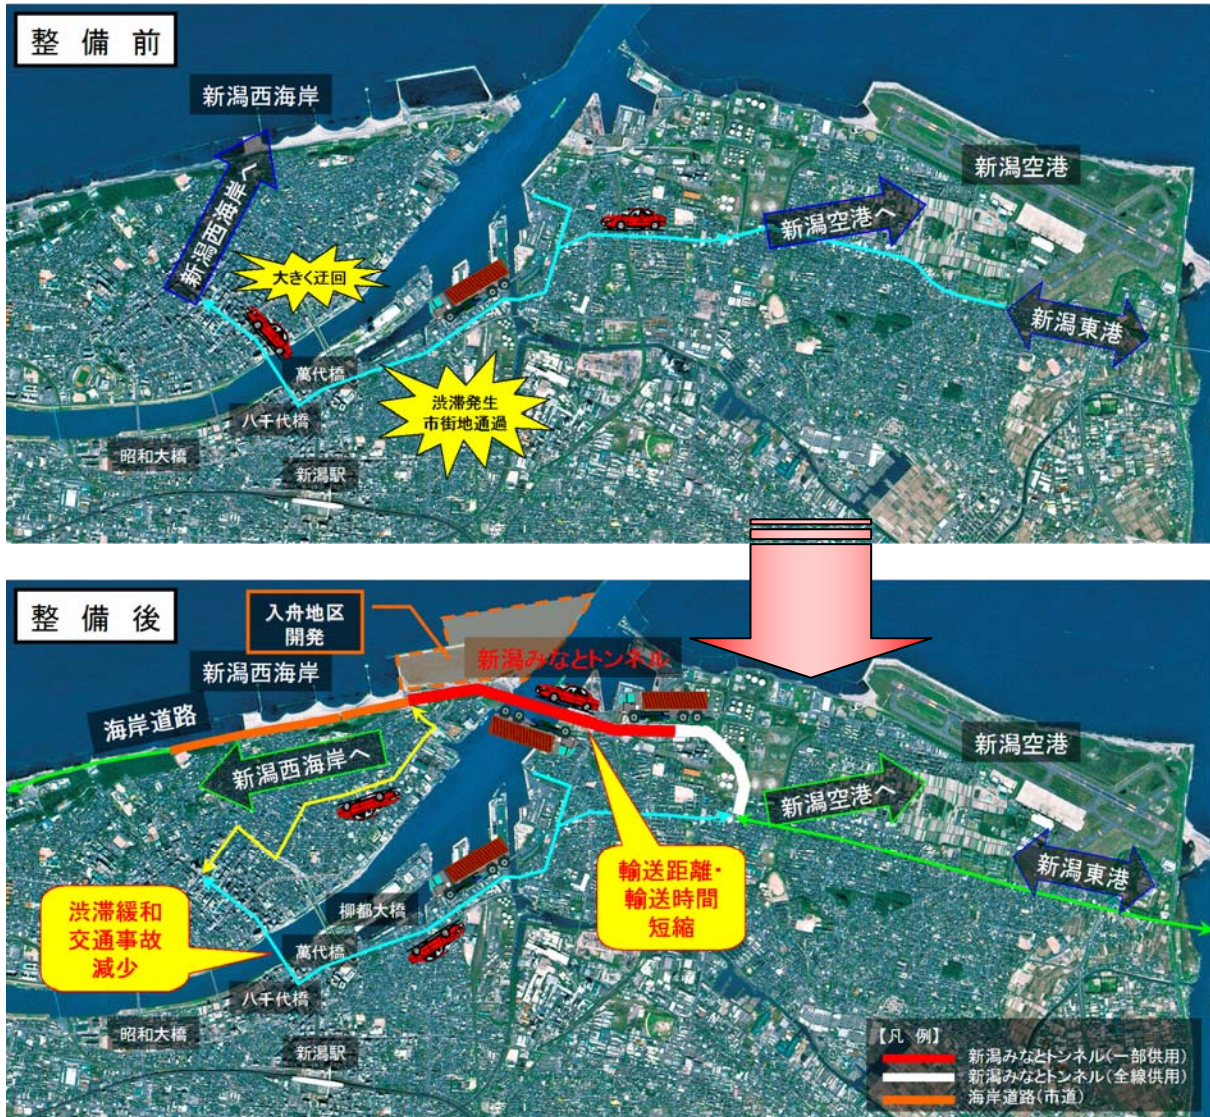 整備前
新潟西海岸
新潟西海岸へ
大きく迂回
新潟空港
新潟空港へ
新潟東港
萬代橋
渋滞発生
市街地通過
八千代橋
昭和大橋
新潟駅
整備後
入舟地区
開発
新潟西海岸
新潟みなとトンネル
海岸道路
新潟西海岸へ
新潟空港
新潟空港へ
新潟東港
輸送距離・
輸送時間
短縮
渋滞緩和
交通事故
減少
柳都大橋
萬代橋
八千代橋
昭和大橋
新潟駅
【凡 例】
新潟みなとトンネル(一部供用)
新潟みなとトンネル(全線供用)
海岸道路(市道)